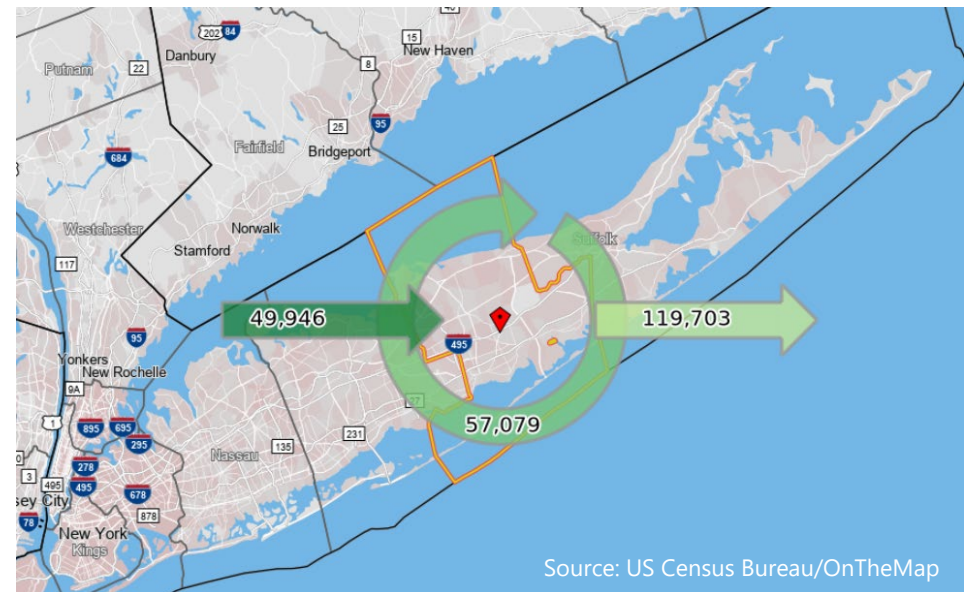 202
84
15
New Haven
Danbury
Putnam
22
8
25
95
684
Fairfield
Bridgeport
Westchester
Norwalk
Stamford
Suffolk
117
49,946
119,703
95
495
Yonkers
New Rochelle
9A
27
1
57,079
895
695
231
295
135
Nassau
278
3
495
495
678
sey City
878
78
New York
Kings
Source: US Census Bureau/OnTheMap